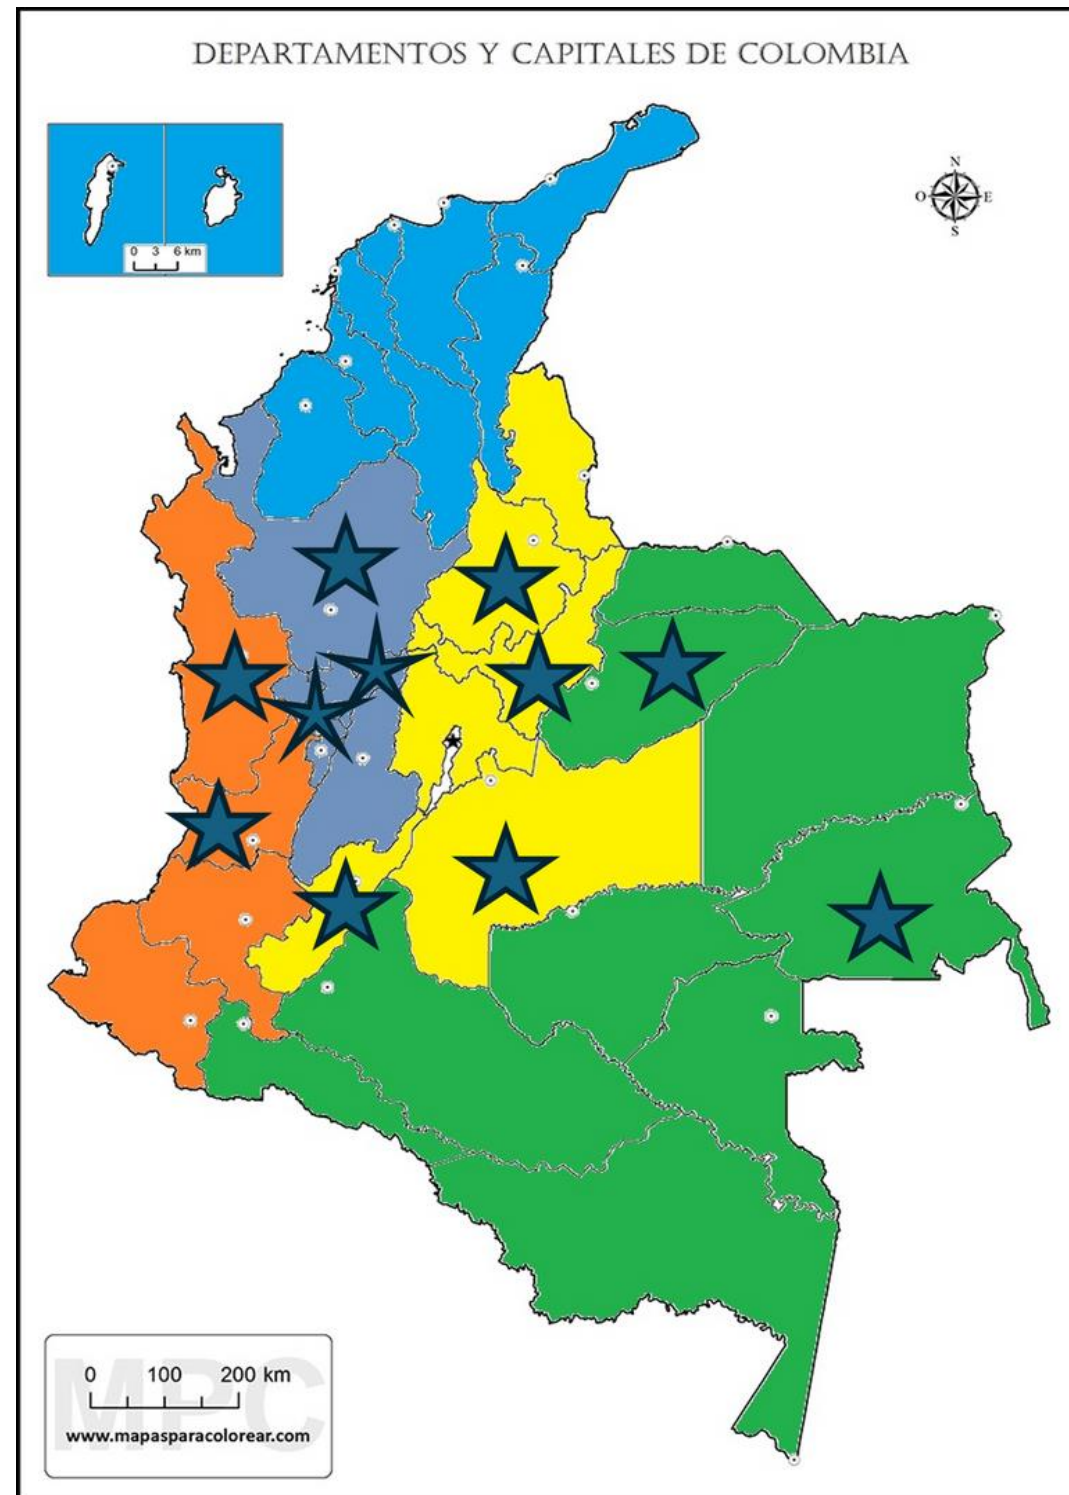 DEPARTAMENTOS Y CAPITALES DE COLOMBIA
N
O E
S
0 3 6 km
MPC
0 100 200 km
www.mapasparacolorear.com